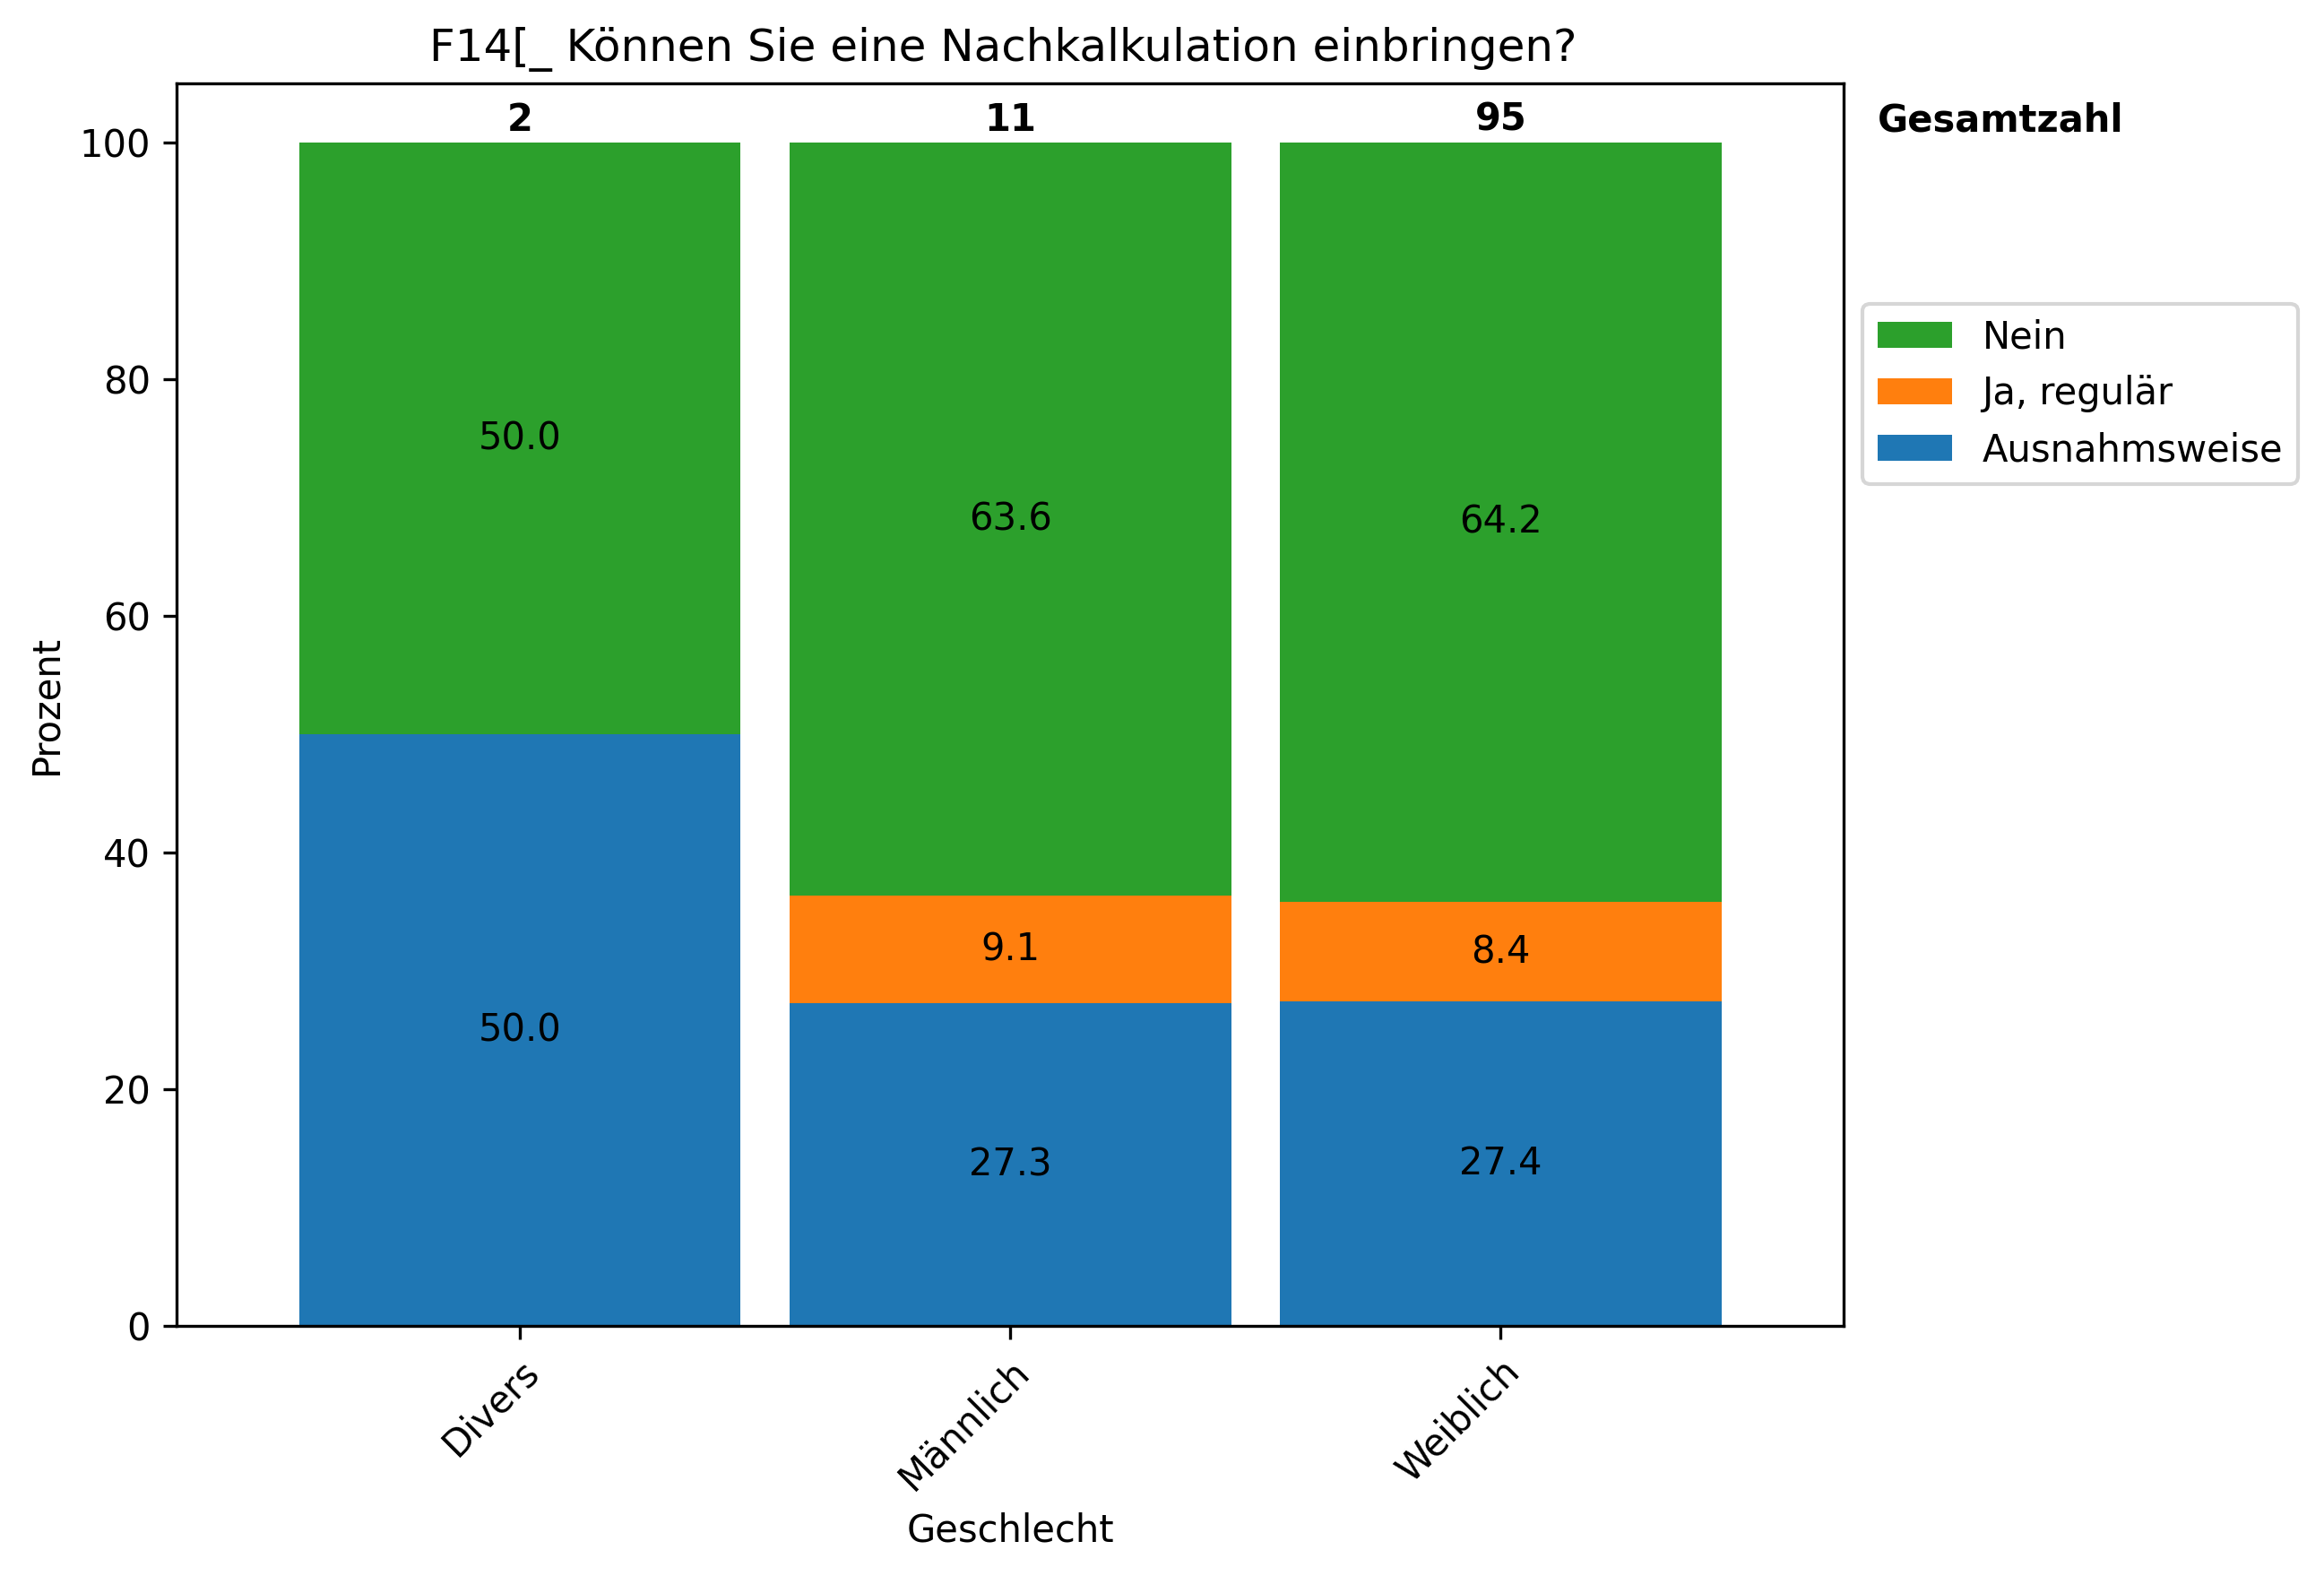 F14[_ Können Sie eine Nachkalkulation einbringen?
2 11 95 Gesamtzahl
100
80
60
40
20
0
Prozent
50.0 63.6 64.2
9.1 8.4
50.0 27.3 27.4
Nein
Ja, regulär
Ausnahmsweise
Divers Männlich Weiblich
Geschlecht